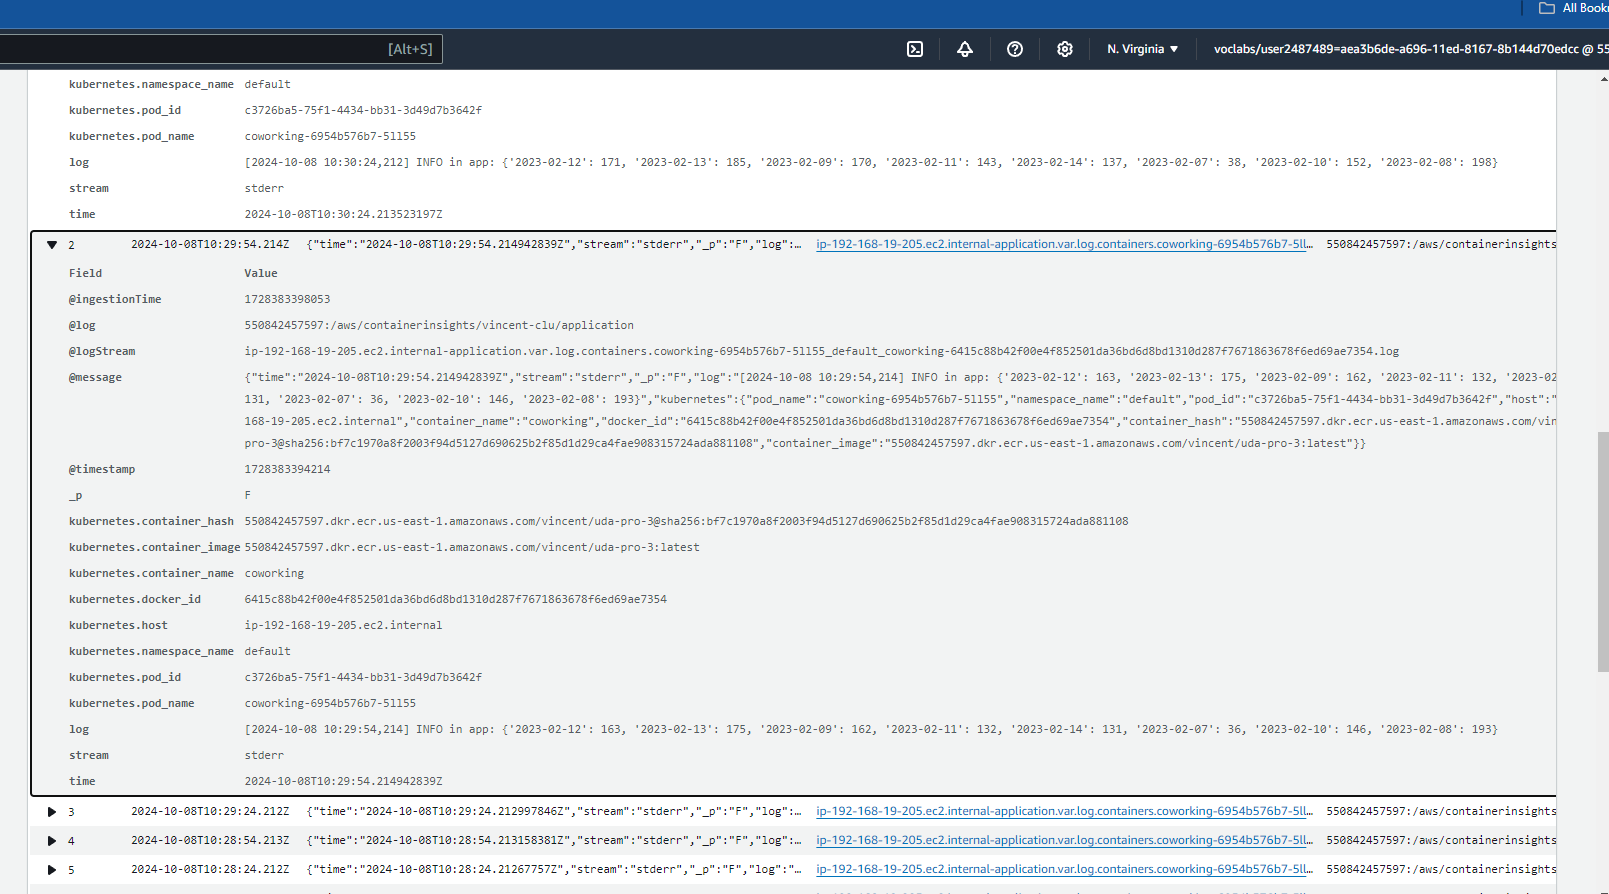 All Book
[Alt+S]
N. Virginia ▼
voclabs/user2487489=aea3b6de-a696-11ed-8167-8b144d70edcc @ 55
kubernetes.namespace_name default
kubernetes.pod_id c3726ba5-75f1-4434-bb31-3d49d7b3642f
kubernetes.pod_name coworking-6954b576b7-5ll55
log [2024-10-08 10:30:24,212] INFO in app: {'2023-02-12': 171, '2023-02-13': 185, '2023-02-09': 170, '2023-02-11': 143, '2023-02-14': 137, '2023-02-07': 38, '2023-02-10': 152, '2023-02-08': 198}
stream stderr
time 2024-10-08T10:30:24.213523197Z
▼ 2 2024-10-08T10:29:54.214Z {"time":"2024-10-08T10:29:54.214942839Z","stream":"stderr","_p":"F","log":… ip-192-168-19-205.ec2.internal-application.var.log.containers.coworking-6954b576b7-5ll… 550842457597:/aws/containerinsights
Field Value
@ingestionTime 1728383398053
@log 550842457597:/aws/containerinsights/vincent-clu/application
@logStream ip-192-168-19-205.ec2.internal-application.var.log.containers.coworking-6954b576b7-5ll55_default_coworking-6415c88b42f00e4f852501da36bd6d8bd1310d287f7671863678f6ed69ae7354.log
@message {"time":"2024-10-08T10:29:54.214942839Z","stream":"stderr","_p":"F","log":"[2024-10-08 10:29:54,214] INFO in app: {'2023-02-12': 163, '2023-02-13': 175, '2023-02-09': 162, '2023-02-11': 132, '2023-02
131, '2023-02-07': 36, '2023-02-10': 146, '2023-02-08': 193}","kubernetes":{"pod_name":"coworking-6954b576b7-5ll55","namespace_name":"default","pod_id":"c3726ba5-75f1-4434-bb31-3d49d7b3642f","host":"
168-19-205.ec2.internal","container_name":"coworking","docker_id":"6415c88b42f00e4f852501da36bd6d8bd1310d287f7671863678f6ed69ae7354","container_hash":"550842457597.dkr.ecr.us-east-1.amazonaws.com/vin
pro-3@sha256:bf7c1970a8f2003f94d5127d690625b2f85d1d29ca4fae908315724ada881108","container_image":"550842457597.dkr.ecr.us-east-1.amazonaws.com/vincent/uda-pro-3:latest"}}
@timestamp 1728383394214
_p F
kubernetes.container_hash 550842457597.dkr.ecr.us-east-1.amazonaws.com/vincent/uda-pro-3@sha256:bf7c1970a8f2003f94d5127d690625b2f85d1d29ca4fae908315724ada881108
kubernetes.container_image 550842457597.dkr.ecr.us-east-1.amazonaws.com/vincent/uda-pro-3:latest
kubernetes.container_name coworking
kubernetes.docker_id 6415c88b42f00e4f852501da36bd6d8bd1310d287f7671863678f6ed69ae7354
kubernetes.host ip-192-168-19-205.ec2.internal
kubernetes.namespace_name default
kubernetes.pod_id c3726ba5-75f1-4434-bb31-3d49d7b3642f
kubernetes.pod_name coworking-6954b576b7-5ll55
log [2024-10-08 10:29:54,214] INFO in app: {'2023-02-12': 163, '2023-02-13': 175, '2023-02-09': 162, '2023-02-11': 132, '2023-02-14': 131, '2023-02-07': 36, '2023-02-10': 146, '2023-02-08': 193}
stream stderr
time 2024-10-08T10:29:54.214942839Z
▶ 3 2024-10-08T10:29:24.212Z {"time":"2024-10-08T10:29:24.212997846Z","stream":"stderr","_p":"F","log":… ip-192-168-19-205.ec2.internal-application.var.log.containers.coworking-6954b576b7-5ll… 550842457597:/aws/containerinsights
▶ 4 2024-10-08T10:28:54.213Z {"time":"2024-10-08T10:28:54.213158381Z","stream":"stderr","_p":"F","log":… ip-192-168-19-205.ec2.internal-application.var.log.containers.coworking-6954b576b7-5ll… 550842457597:/aws/containerinsights
▶ 5 2024-10-08T10:28:24.212Z {"time":"2024-10-08T10:28:24.21267757Z","stream":"stderr","_p":"F","log":"… ip-192-168-19-205.ec2.internal-application.var.log.containers.coworking-6954b576b7-5ll… 550842457597:/aws/containerinsights